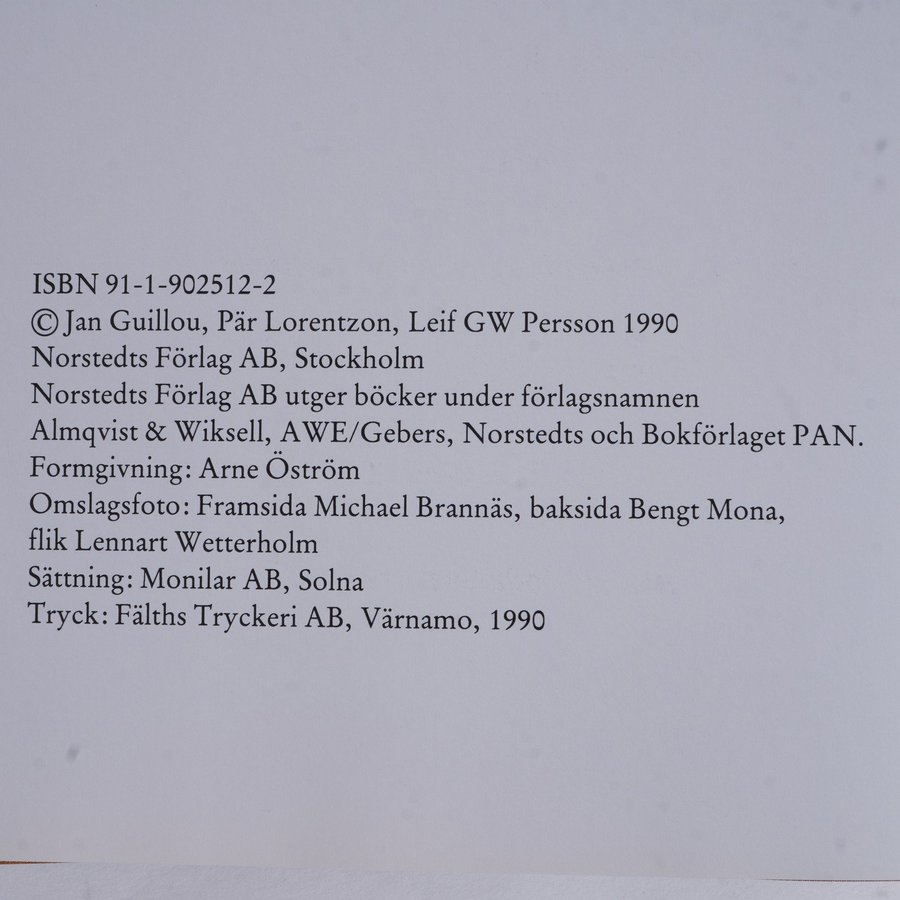 ISBN 91-1-902512-2
© Jan Guillou, Pär Lorentzon, Leif GW Persson 1990
Norstedts Förlag AB, Stockholm
Norstedts Förlag AB utger böcker under förlagsnamnen
Almqvist & Wiksell, AWE/Gebers, Norstedts och Bokförlaget PAN.
Formgivning: Arne Öström
Omslagsfoto: Framsida Michael Brannäs, baksida Bengt Mona,
flik Lennart Wetterholm
Sättning: Monilar AB, Solna
Tryck: Fälths Tryckeri AB, Värnamo, 1990